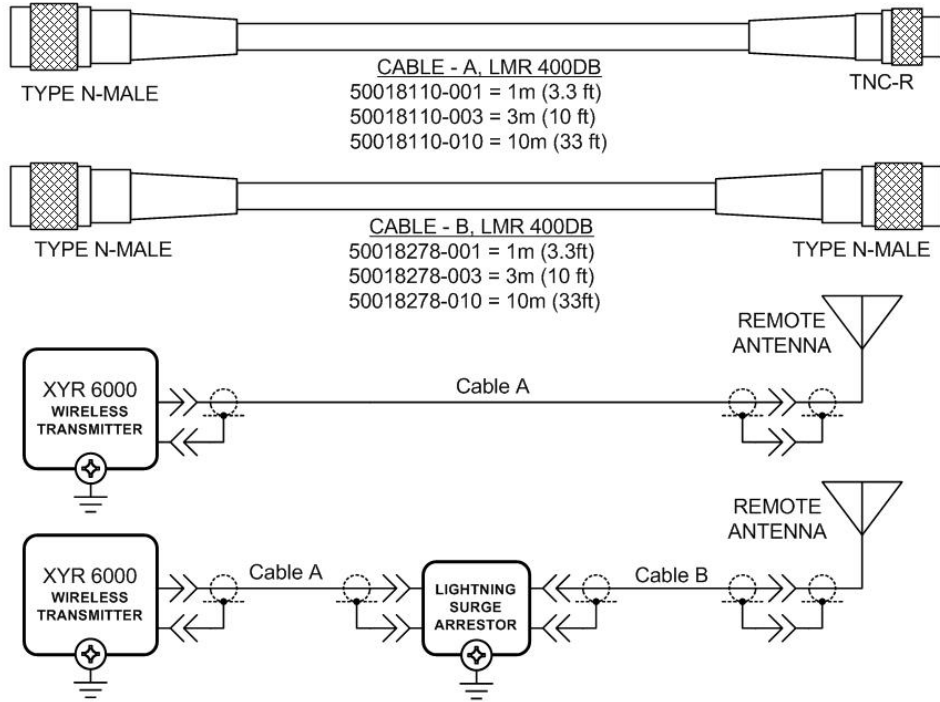 CABLE - A, LMR 400DB
TYPE N-MALE
TNC-R
50018110-001 = 1m (3.3 ft)
50018110-003 = 3m (10 ft)
50018110-010 = 10m (33 ft)
CABLE - B, LMR 400DB
TYPE N-MALE
TYPE N-MALE
50018278-001 = 1m (3.3ft)
50018278-003 = 3m (10 ft)
50018278-010 = 10m (33ft)
REMOTE
ANTENNA
XYR 6000
WIRELESS
TRANSMITTER
Cable A
REMOTE
ANTENNA
XYR 6000
WIRELESS
TRANSMITTER
Cable A
LIGHTNING
SURGE
ARRESTOR
Cable B